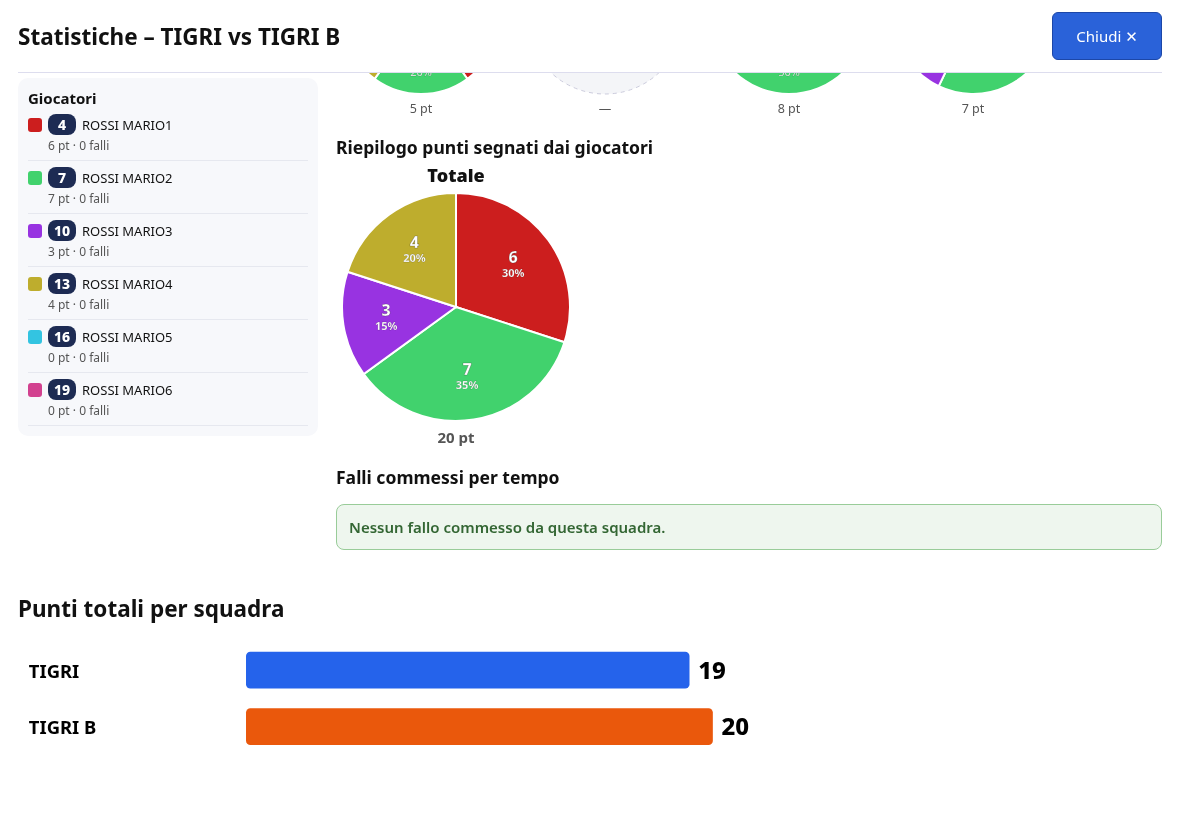 Statistiche – TIGRI vs TIGRI B
Chiudi ✕
Giocatori
4 ROSSI MARIO1
6 pt · 0 falli
7 ROSSI MARIO2
7 pt · 0 falli
10 ROSSI MARIO3
3 pt · 0 falli
13 ROSSI MARIO4
4 pt · 0 falli
16 ROSSI MARIO5
0 pt · 0 falli
19 ROSSI MARIO6
0 pt · 0 falli
5 pt
—
8 pt
7 pt
Riepilogo punti segnati dai giocatori
Totale
4
20%
6
30%
3
15%
7
35%
20 pt
Falli commessi per tempo
Nessun fallo commesso da questa squadra.
Punti totali per squadra
TIGRI 19
TIGRI B 20